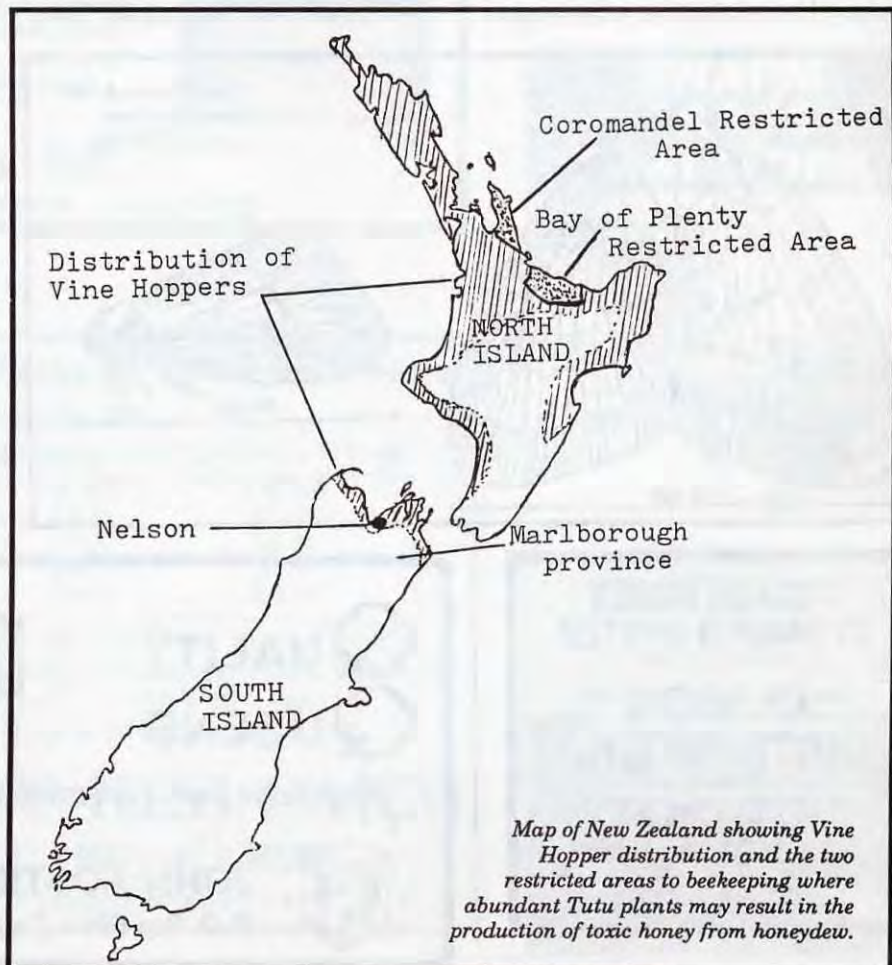 Coromandel Restricted
Area
Bay of Plenty
Restricted Area
Distribution of
Vine Hoppers
NORTH
ISLAND
Nelson
Marlborough
province
SOUTH
ISLAND
Map of New Zealand showing Vine
Hopper distribution and the two
restricted areas to beekeeping where
abundant Tutu plants may result in the
production of toxic honey from honeydew.